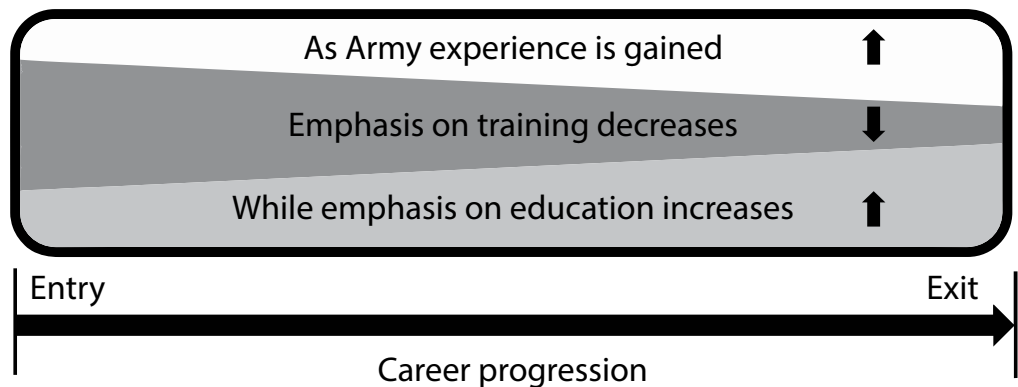 As Army experience is gained
Emphasis on training decreases
While emphasis on education increases
Entry
Exit
Career progression